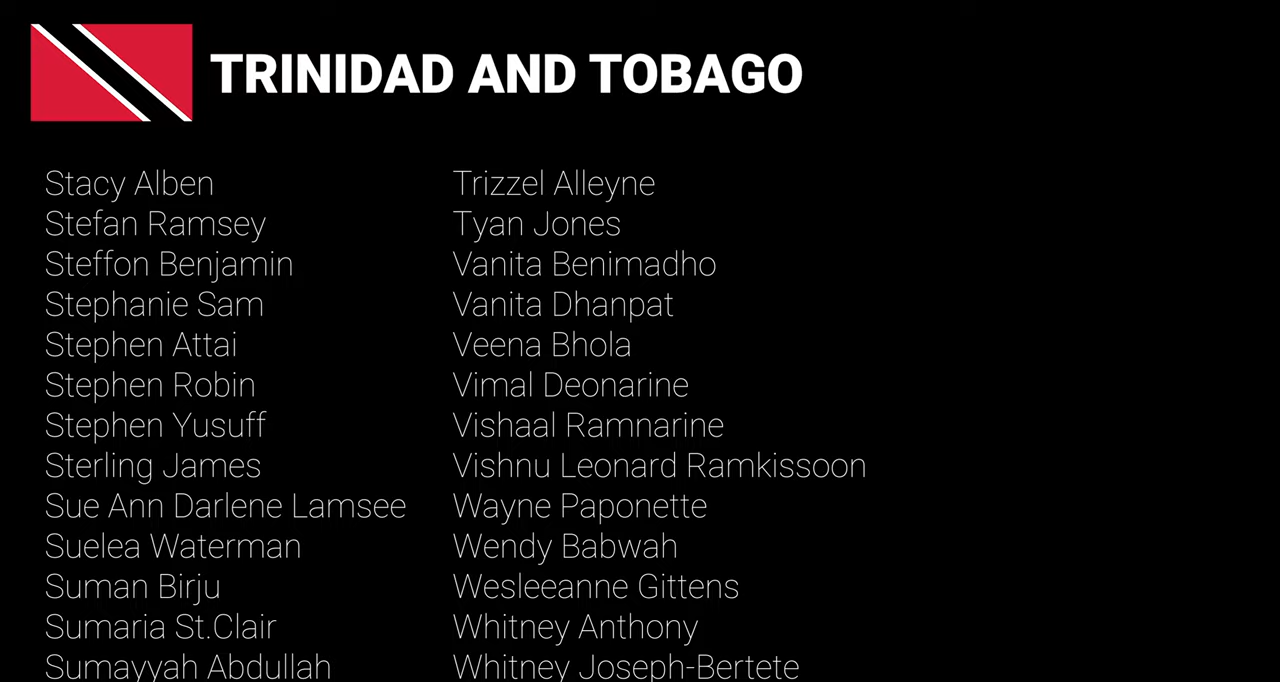 TRINIDAD AND TOBAGO
Stacy Alben
Stefan Ramsey
Steffon Benjamin
Stephanie Sam
Stephen Attai
Stephen Robin
Stephen Yusuff
Sterling James
Sue Ann Darlene Lamsee
Suelea Waterman
Suman Birju
Sumaria St.Clair
Sumayyah Abdullah
Trizzel Alleyne
Tyan Jones
Vanita Benimadho
Vanita Dhanpat
Veena Bhola
Vimal Deonarine
Vishaal Ramnarine
Vishnu Leonard Ramkissoon
Wayne Paponette
Wendy Babwah
Wesleeanne Gittens
Whitney Anthony
Whitney Joseph-Bertete